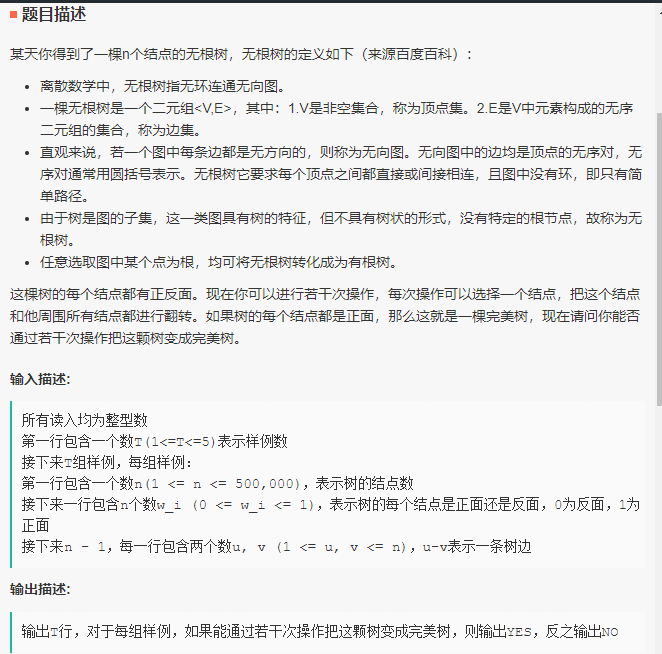 题目描述
某天你得到了一棵n个结点的无根树，无根树的定义如下（来源百度百科）：
离散数学中，无根树指无环连通无向图。
一棵无根树是一个二元组<V,E>，其中：1.V是非空集合，称为顶点集。2.E是V中元素构成的无序
二元组的集合，称为边集。
直观来说，若一个图中每条边都是无方向的，则称为无向图。无向图中的边均是顶点的无序对，无
序对通常用圆括号表示。无根树它要求每个顶点之间都直接或间接相连，且图中没有环，即只有简
单路径。
由于树是图的子集，这一类图具有树的特征，但不具有树状的形式，没有特定的根节点，故称为无
根树。
任意选取图中某个点为根，均可将无根树转化成为有根树。
这棵树的每个结点都有正反面。现在你可以进行若干次操作，每次操作可以选择一个结点，把这个结点
和他周围所有结点都进行翻转。如果树的每个结点都是正面，那么这就是一棵完美树，现在请问你能否
通过若干次操作把这颗树变成完美树。
输入描述:
所有读入均为整型数
第一行包含一个数T(1<=T<=5)表示样例数
接下来T组样例，每组样例：
第一行包含一个数n(1 <= n <= 500,000)，表示树的结点数
接下来一行包含n个数w_i (0 <= w_i <= 1)，表示树的每个结点是正面还是反面，0为反面，1为
正面
接下来n - 1，每一行包含两个数u, v (1 <= u, v <= n)，u-v表示一条树边
输出描述:
输出T行，对于每组样例，如果能通过若干次操作把这颗树变成完美树，则输出YES，反之输出NO